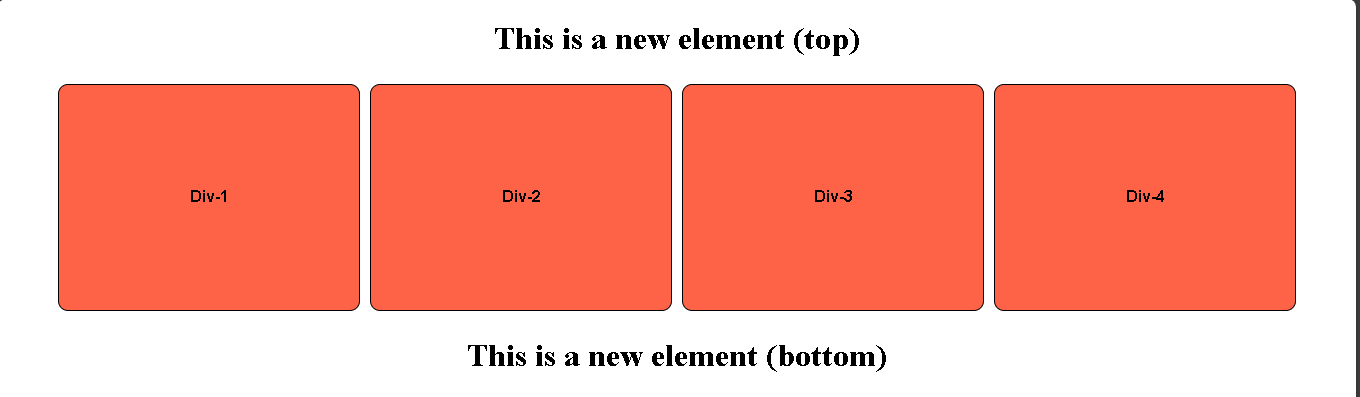 This is a new element (top)
Div-1 Div-2 Div-3 Div-4
This is a new element (bottom)